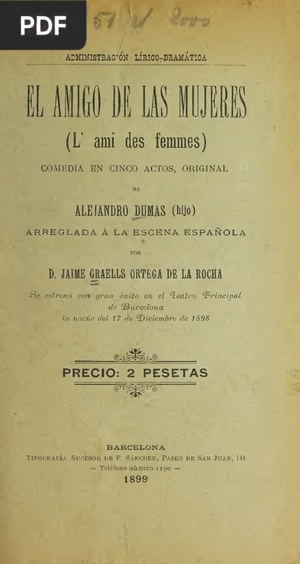 PDF
51 el 2000
ADMINISTRACIÓN LÍRICO-DRAMÁTICA
EL AMIGO DE LAS MUJERES
(L' ami des femmes)
COMEDIA EN CINCO ACTOS, ORIGINAL
DE
ALEJANDRO DUMAS (hijo)
ARREGLADA Á LA ESCENA ESPAÑOLA
POR
D. JAIME GRAELLS ORTEGA DE LA ROCHA
Se estrenó con gran éxito en el Teatro Principal
de Barcelona
la noche del 17 de Diciembre de 1898
PRECIO: 2 PESETAS
BARCELONA
TIPOGRAFÍA SUCESOR DE F. SÁNCHEZ, PASEO DE SAN JUAN, 141
— Teléfono número 1190 —
1899